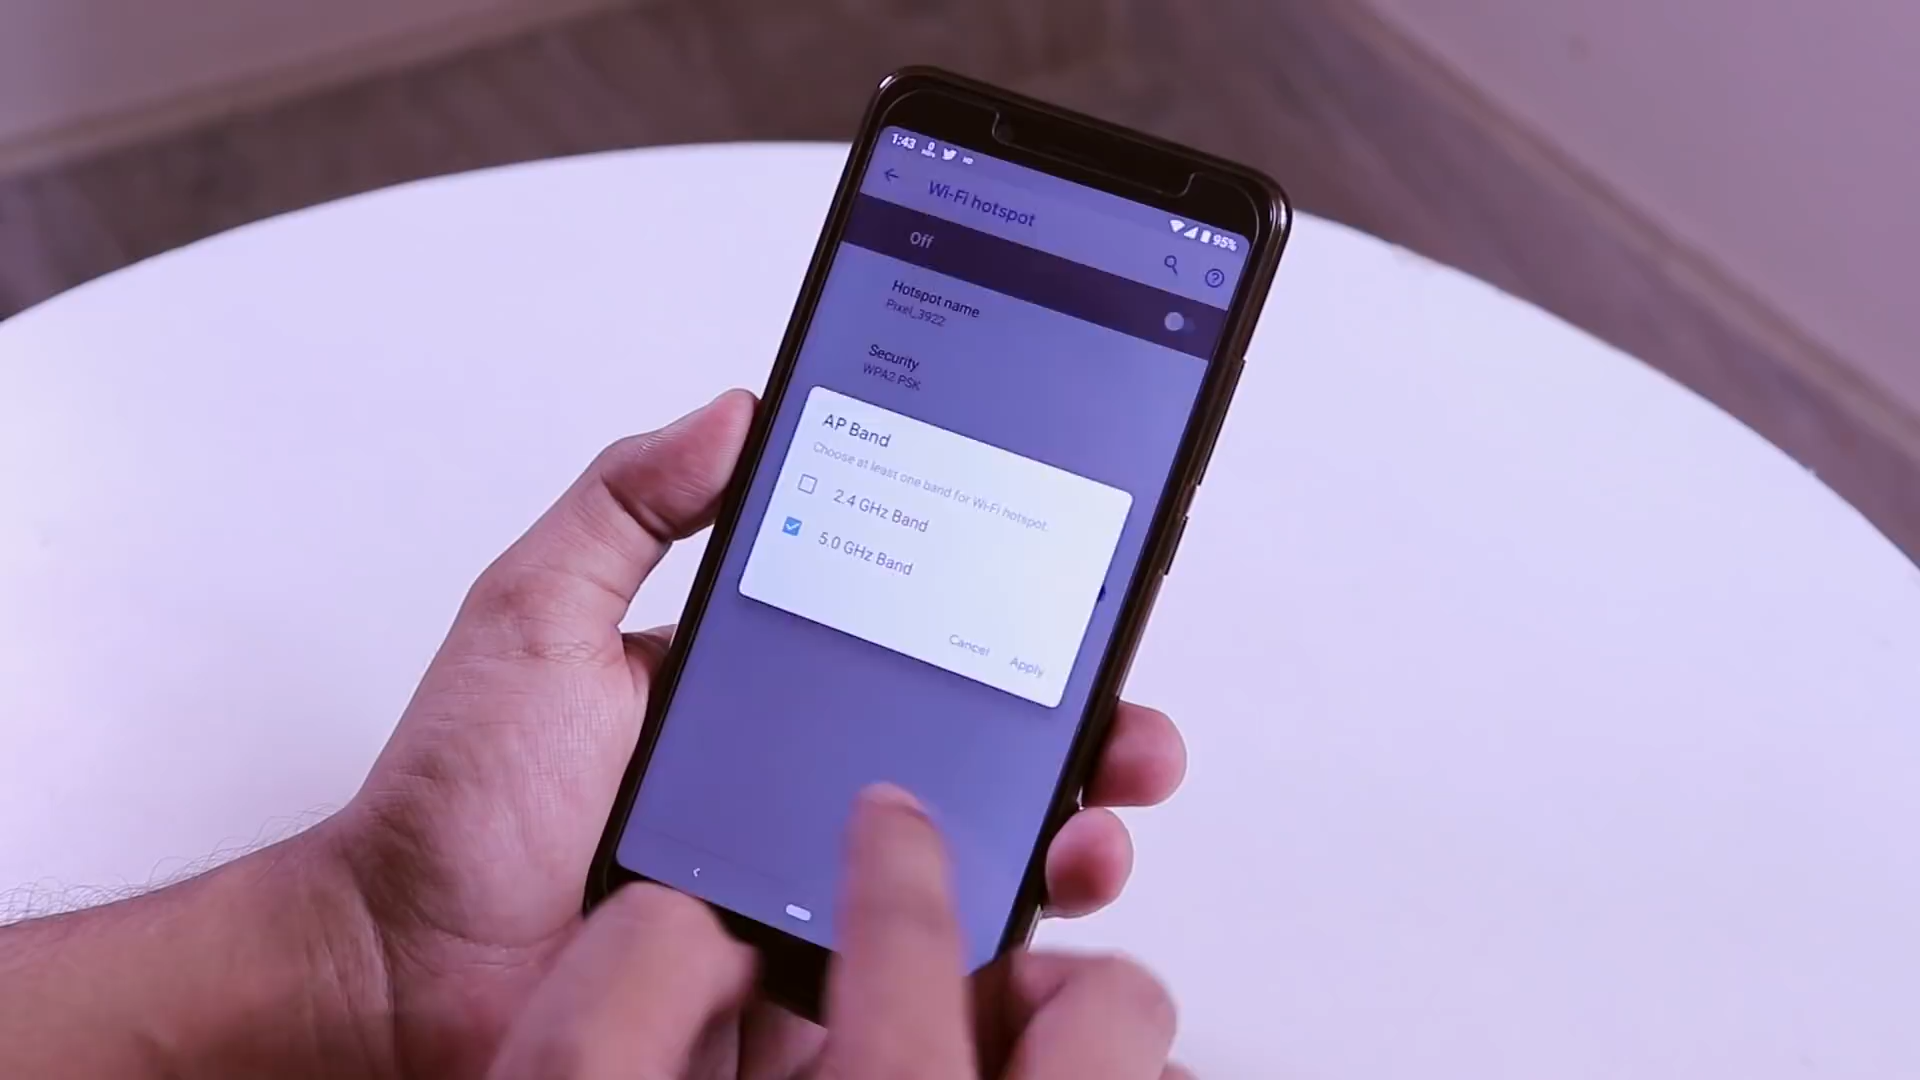 1:43
95%
Wi-Fi hotspot
Off
Hotspot name
Pixel_3922
Security
WPA2 PSK
AP Band
Choose at least one band for Wi-Fi hotspot.
2.4 GHz Band
5.0 GHz Band
Cancel
Apply